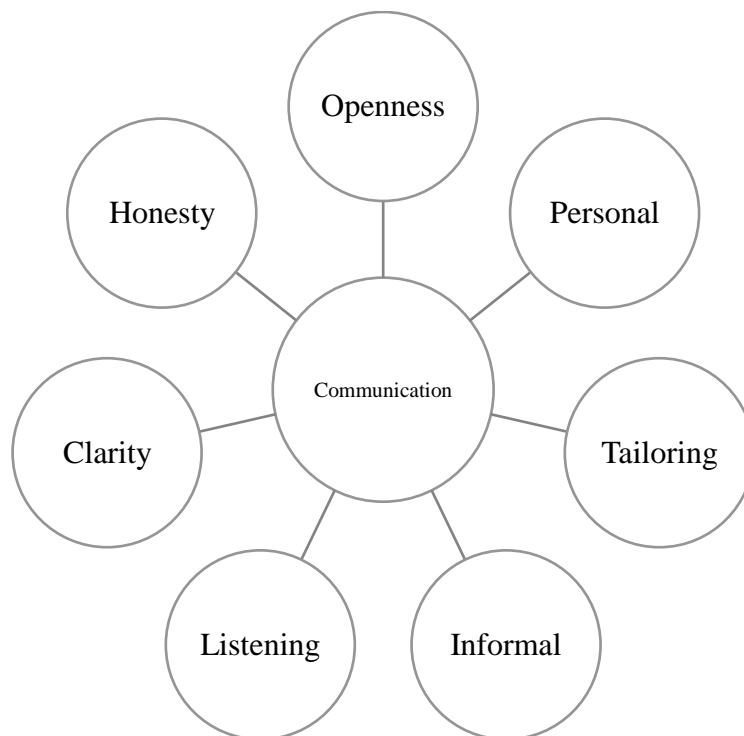 Openness
Honesty
Personal
Communication
Clarity
Tailoring
Listening
Informal